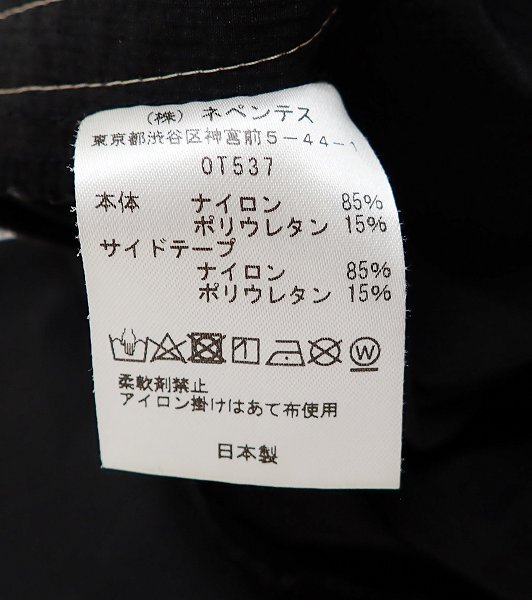 (株) ネペンテス
東京都渋谷区神宮前5-44-1
OT537
本体 ナイロン 85%
ポリウレタン 15%
サイドテープ
ナイロン 85%
ポリウレタン 15%
W
柔軟剤禁止
アイロン掛けはあて布使用
日本製